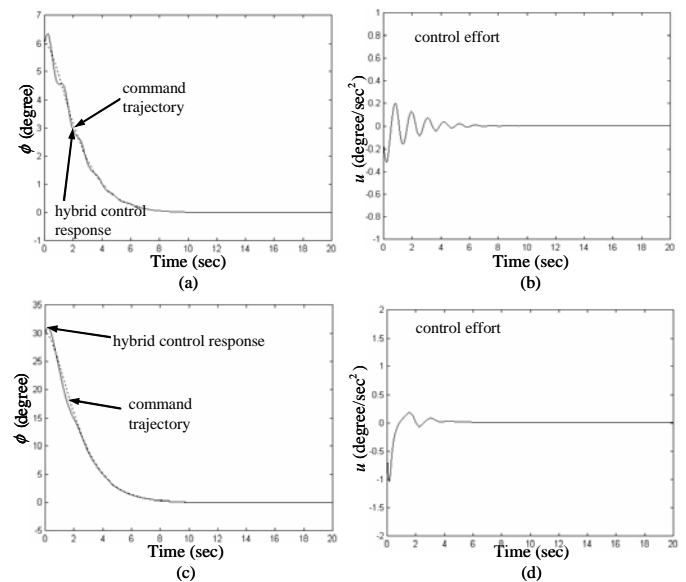 7
6
5
4
3
2
1
0
-1
0 2 4 6 8 10 12 14 16 18 20
ϕ (degree)
command
trajectory
hybrid control
response
Time (sec)
(a)
1
0.8
0.6
0.4
0.2
0
-0.2
-0.4
-0.6
-0.8
-1
0 2 4 6 8 10 12 14 16 18 20
u (degree/sec²)
control effort
Time (sec)
(b)
35
30
25
20
15
10
5
0
-5
0 2 4 6 8 10 12 14 16 18 20
ϕ (degree)
hybrid control response
command
trajectory
Time (sec)
(c)
2
1.5
1
0.5
0
-0.5
-1
-1.5
-2
0 2 4 6 8 10 12 14 16 18 20
u (degree/sec²)
control effort
Time (sec)
(d)